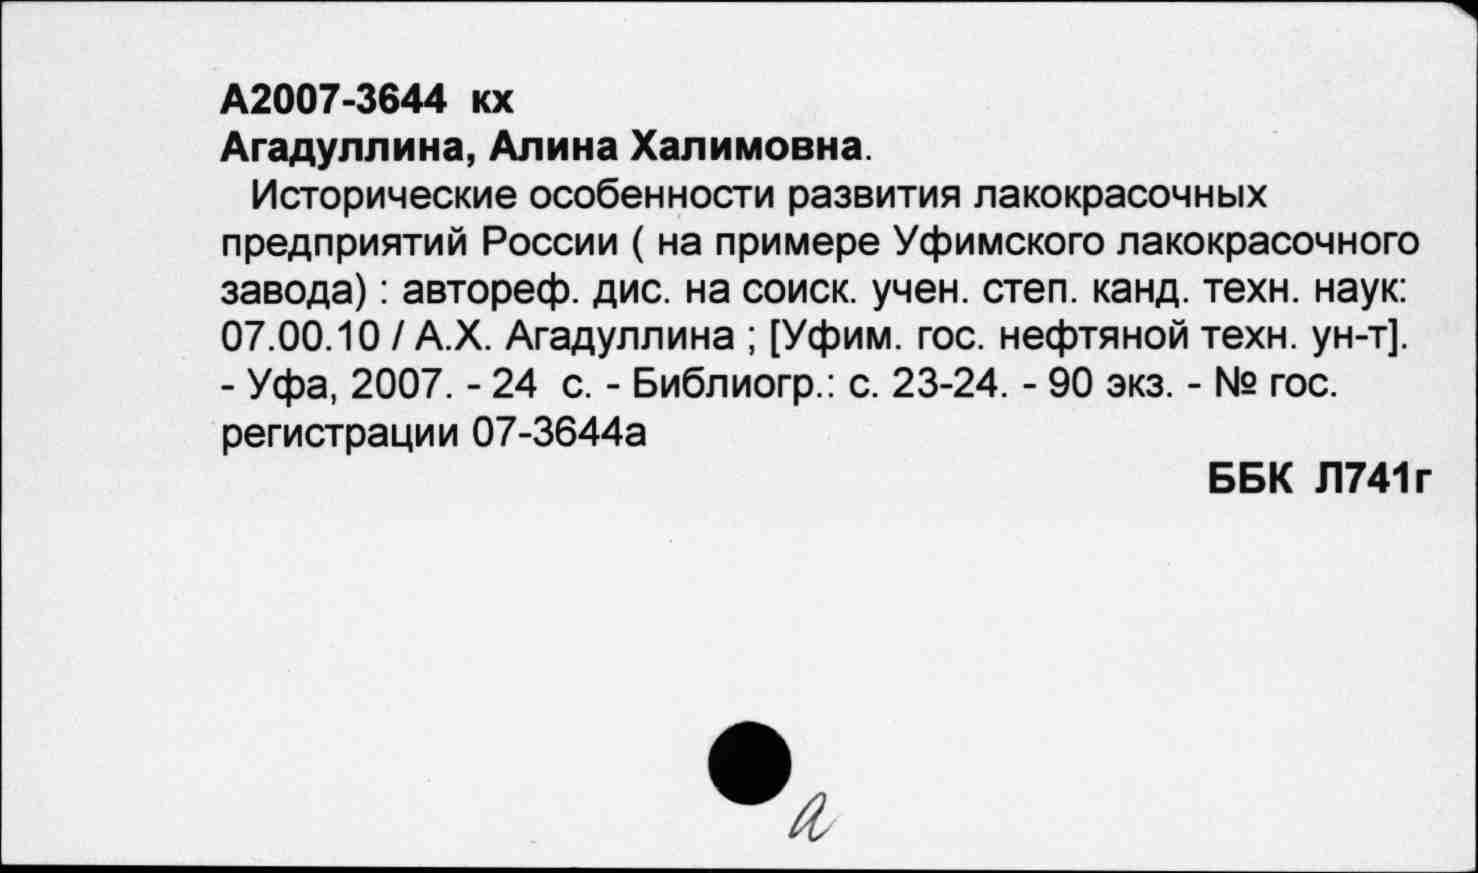 А2007-3644 кх
Агадуллина, Алина Халимовна.
Исторические особенности развития лакокрасочных
предприятий России ( на примере Уфимского лакокрасочного
завода) : автореф. дис. на соиск. учен. степ. канд. техн. наук:
07.00.10 / А.Х. Агадуллина ; [Уфим. гос. нефтяной техн. ун-т].
- Уфа, 2007. - 24 с. - Библиогр.: с. 23-24. - 90 экз. - № гос.
регистрации 07-3644а
ББК Л741г
а